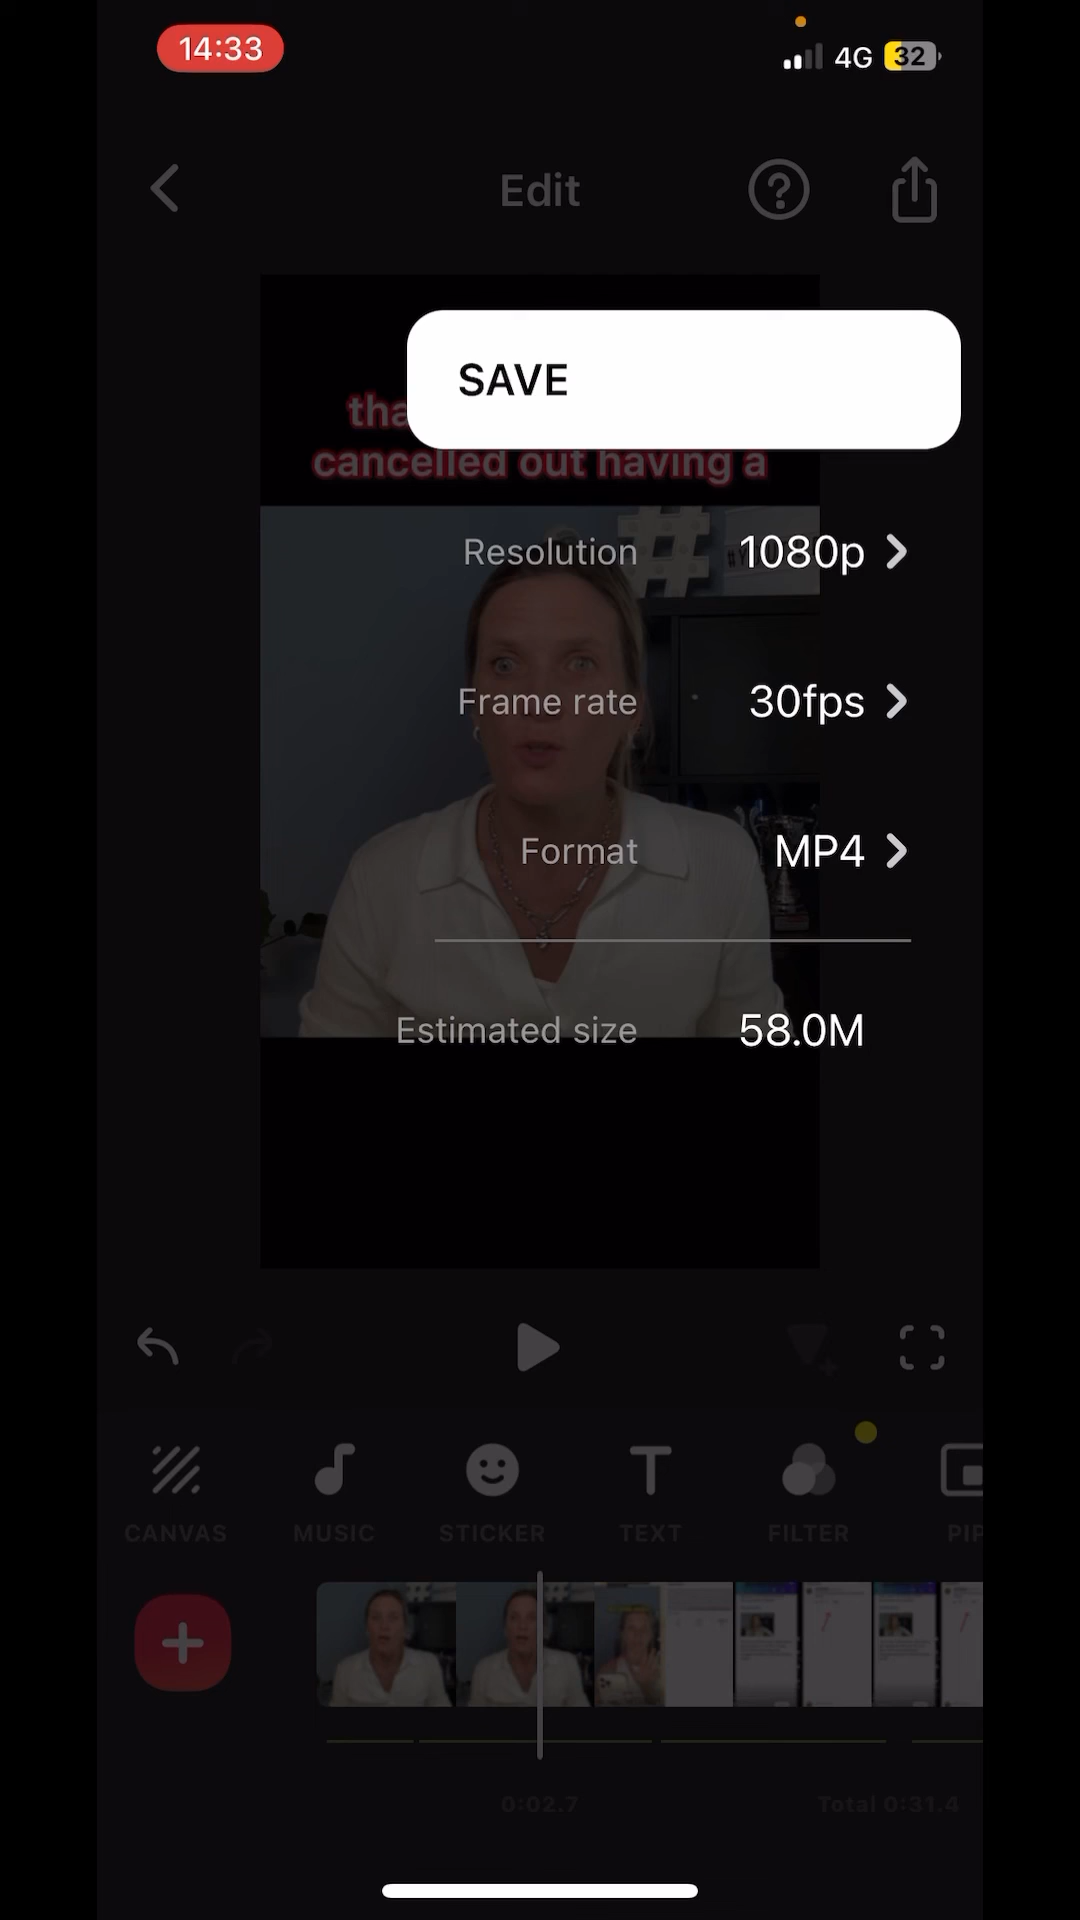 14:33
4G 32
Edit
SAVE
tha
cancelled out having a
Resolution 1080p
Frame rate 30fps
Format MP4
Estimated size 58.0M
CANVAS MUSIC STICKER TEXT FILTER PIP
0:02.7 Total 0:31.4